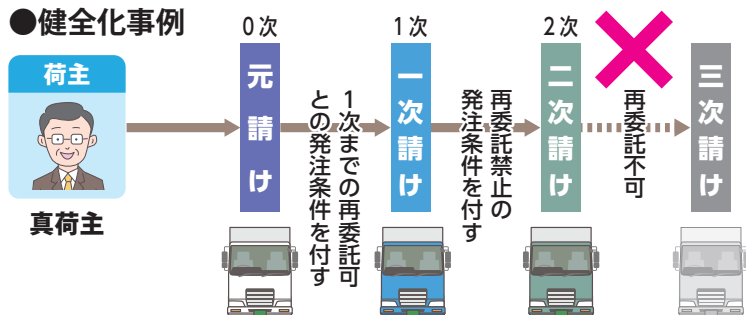 ●健全化事例
荷主
真荷主
0次
元請け
1次までの再委託可
との発注条件を付す
1次
一次請け
再委託禁止の
発注条件を付す
2次
二次請け
再委託不可
三次請け